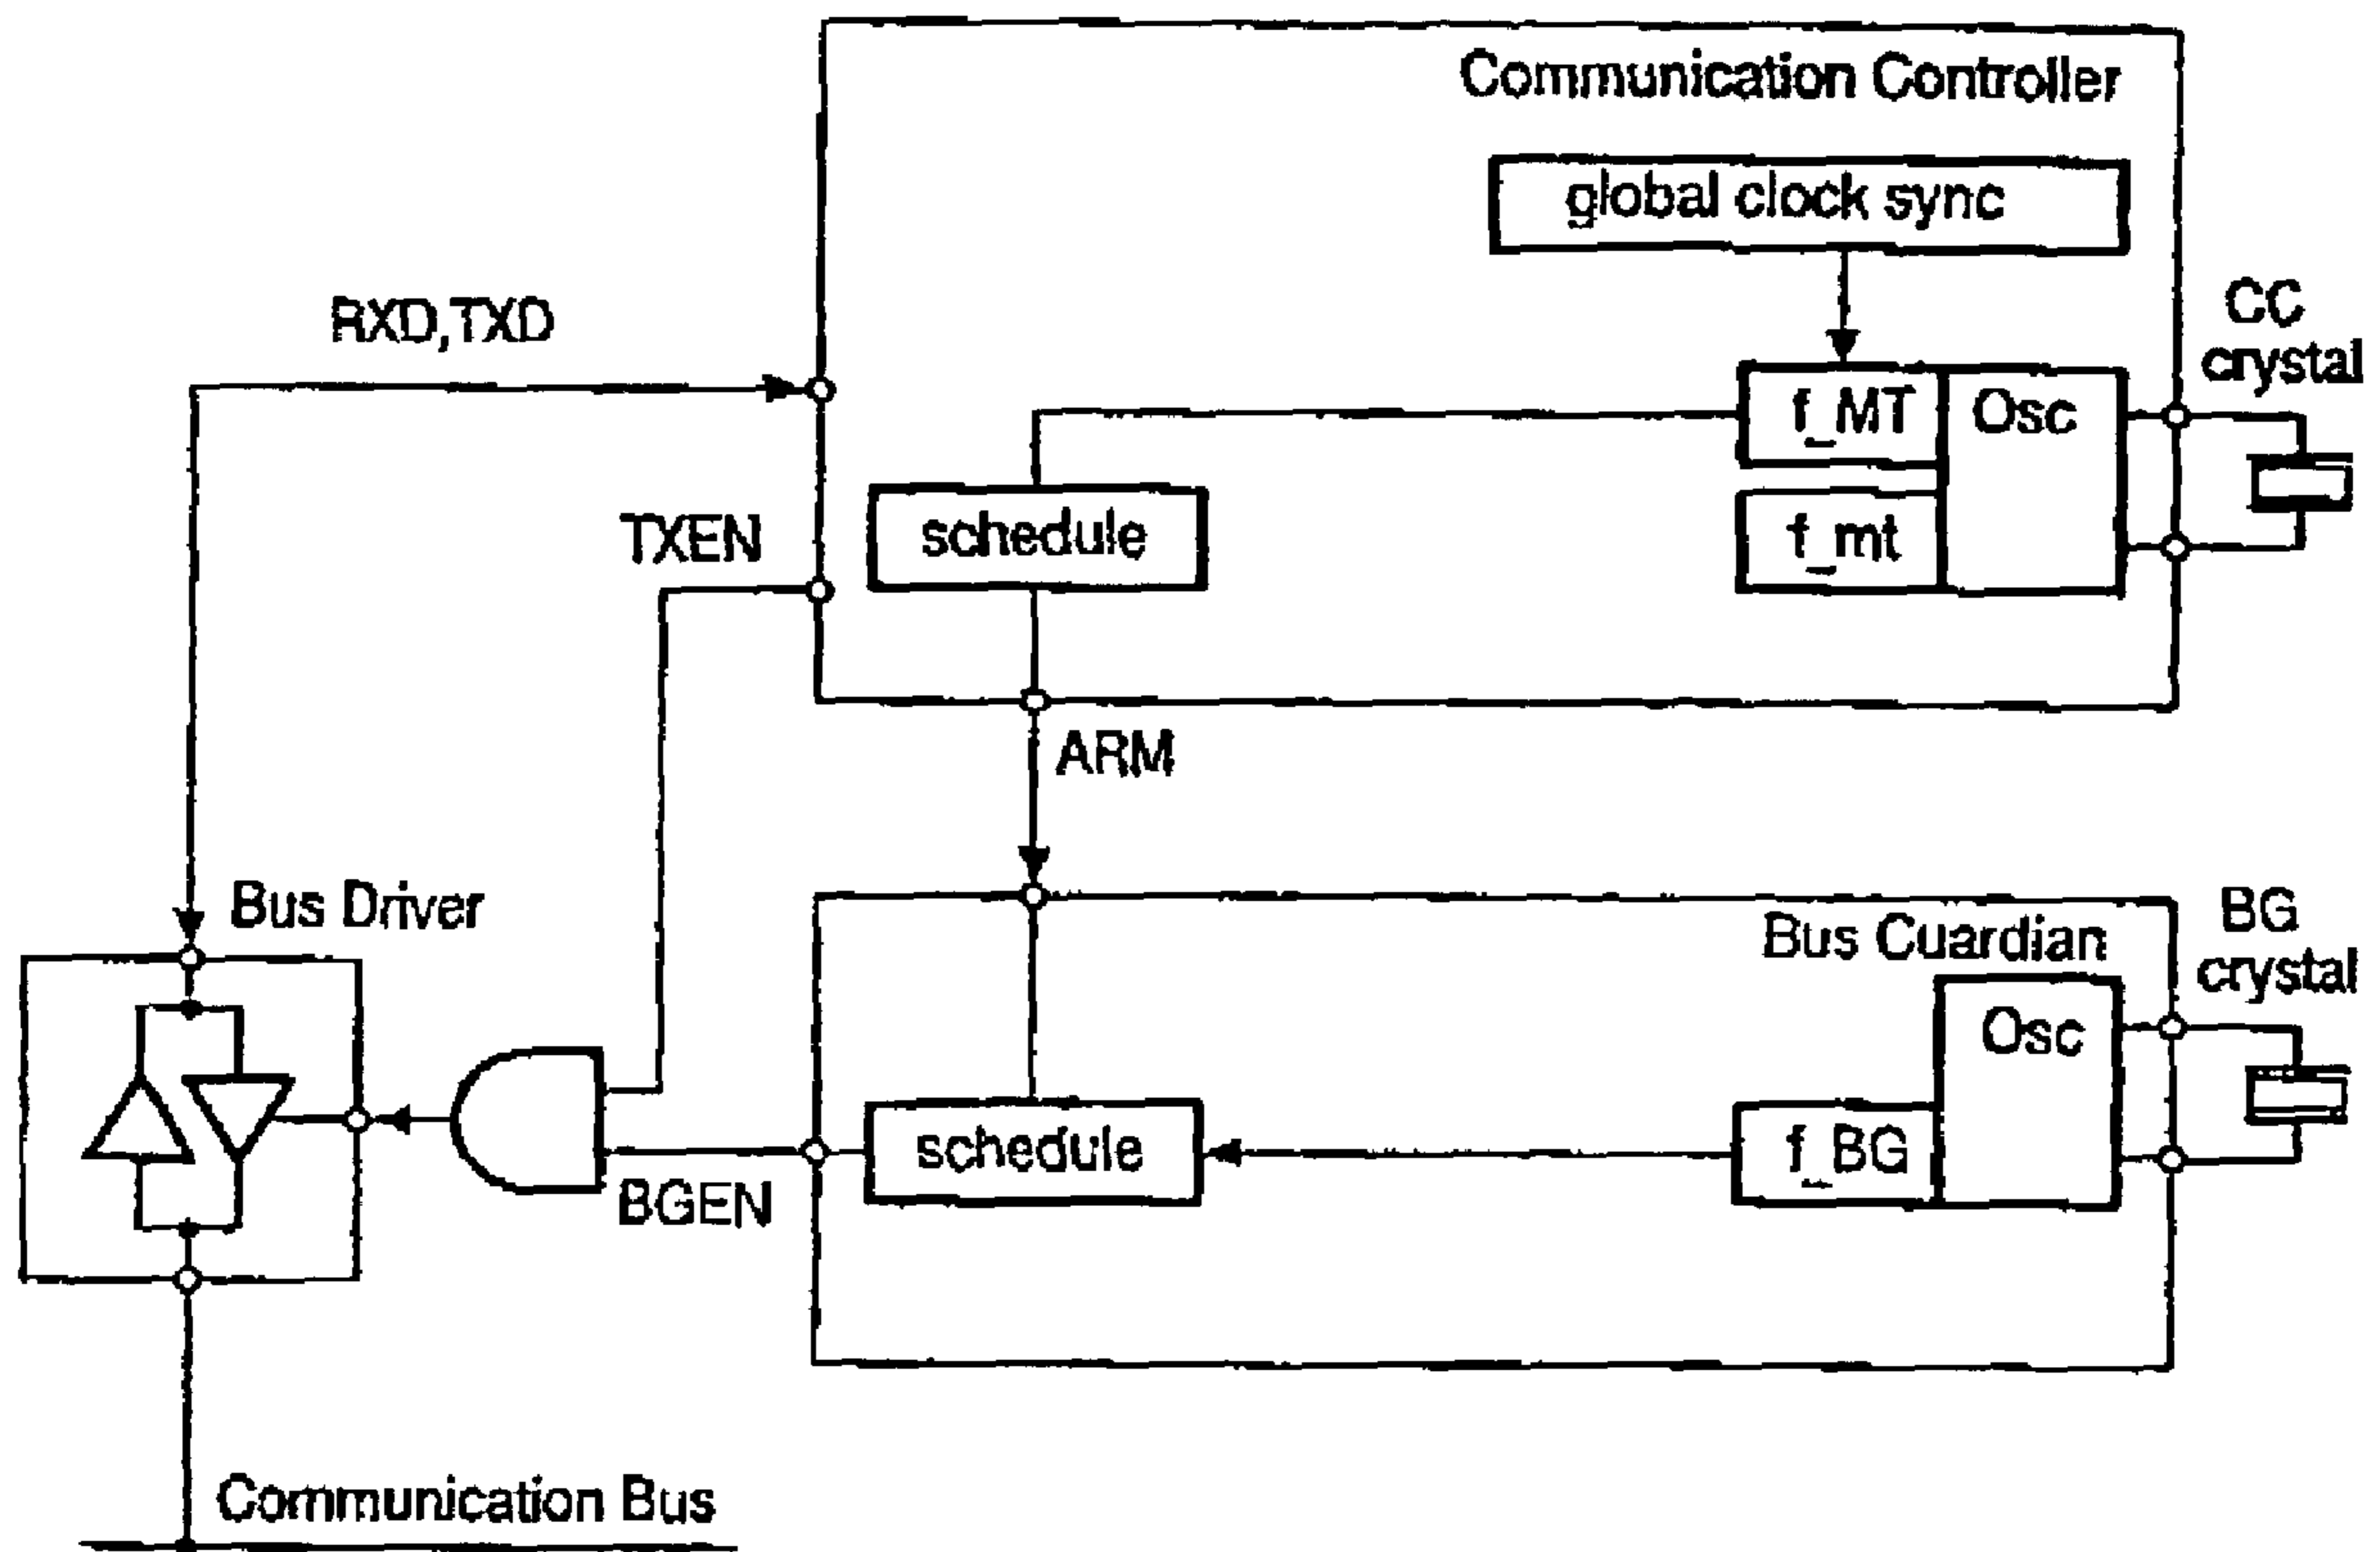 Communication Controller
global clock sync
RXD,TXD
CC
crystal
f_MT
Osc
TXEN
schedule
f_mt
ARM
Bus Driver
Bus Cuardian
BG
crystal
Osc
schedule
f_BG
BGEN
Communication Bus